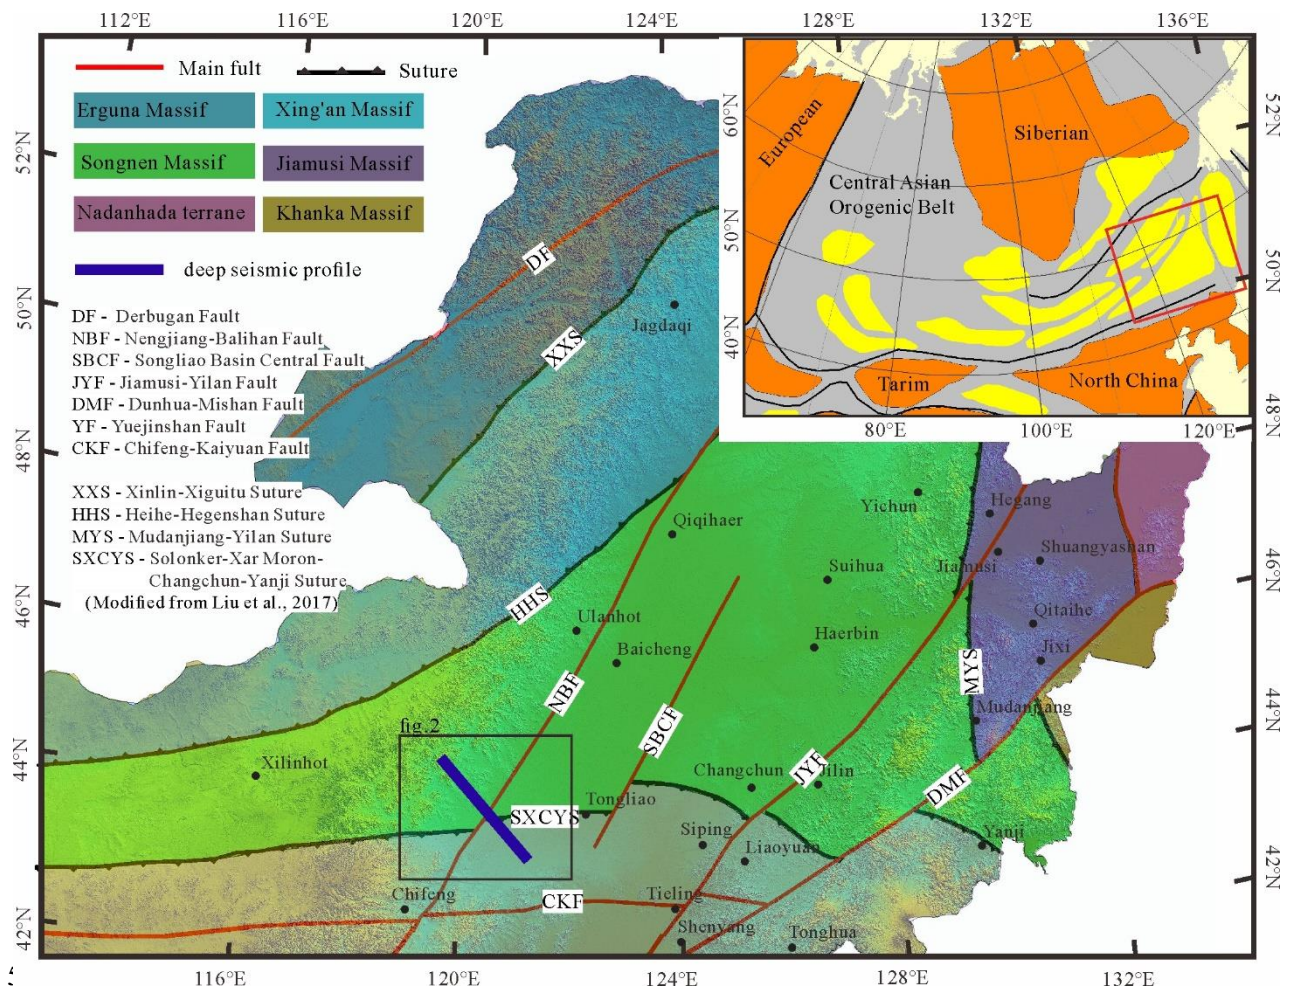 112°E 116°E 120°E 124°E 128°E 132°E 136°E
Main fult Suture
Erguna Massif Xing'an Massif
Songnen Massif Jiamusi Massif
Nadanhada terrane Khanka Massif
deep seismic profile
DF - Derbugan Fault
NBF - Nengjiang-Balihan Fault
SBCF - Songliao Basin Central Fault
JYF - Jiamusi-Yilan Fault
DMF - Dunhua-Mishan Fault
YF - Yuejinshan Fault
CKF - Chifeng-Kaiyuan Fault
XXS - Xinlin-Xiguitu Suture
HHS - Heihe-Hegenshan Suture
MYS - Mudanjiang-Yilan Suture
SXCYS - Solonker-Xar Moron-
Changchun-Yanji Suture
(Modified from Liu et al., 2017)
52°N
50°N
48°N
46°N
44°N
42°N
European
Siberian
Central Asian
Orogenic Belt
Tarim
North China
60°N
50°N
40°N
80°E 100°E 120°E
52°N
50°N
48°N
46°N
44°N
42°N
DF
XXS
Jagdaqi
HHS
Qiqihaer
Yichun
Hegang
Shuangyashan
Jiamusi
Suihua
Ulanhot
Qitaihe
Haerbin
Baicheng
Jixi
NBF
MYS
SBCF
Mudanjiang
fig.2
Xilinhot
Changchun
JYF
Jilin
DMF
SXCYS
Tongliao
Siping
Yanji
Liaoyuan
Chifeng
CKF
Tieling
Shenyang
Tonghua
116°E 120°E 124°E 128°E 132°E